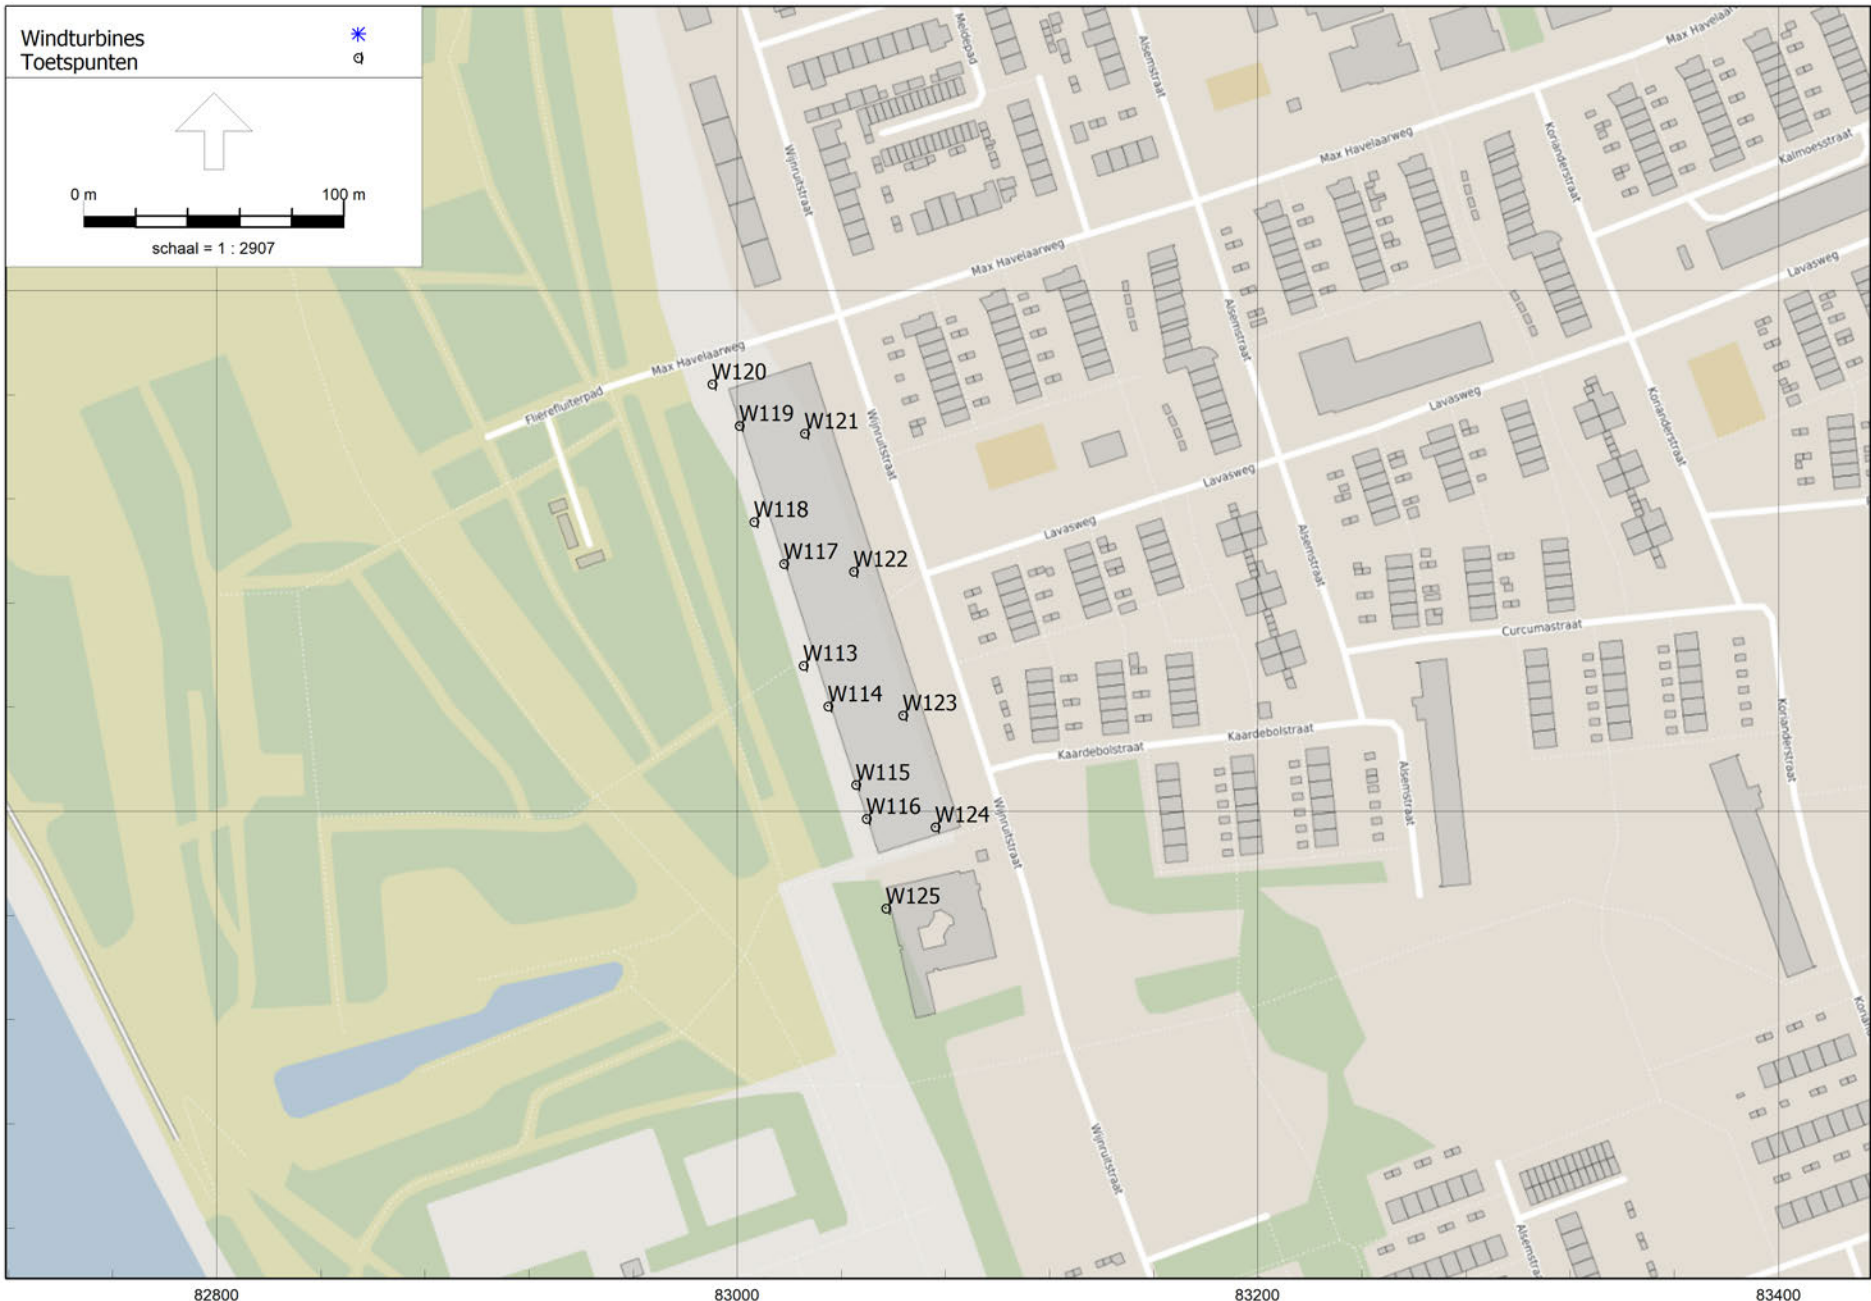 Windturbines
Toetspunten
0 m 100 m
schaal = 1 : 2907
Meldepad
Alsemstraat
Max Havelaarweg
Wijnruitstraat
Max Havelaarweg
Korianderstraat
Kalmoesstraat
Max Havelaarweg
Lavasweg
Alsemstraat
Max Havelaarweg
W120
Flierefluiterpad
W119
W121
Wijnruitstraat
Lavasweg
Korianderstraat
Lavasweg
W118
Lavasweg
W117
W122
Alsemstraat
Curcumastraat
W113
W114
W123
Kaardebolstraat
Kaardebolstraat
Korianderstraat
W115
W116
W124
Wijnruitstraat
Alsemstraat
W125
Wijnruitstraat
82800 83000 83200 83400